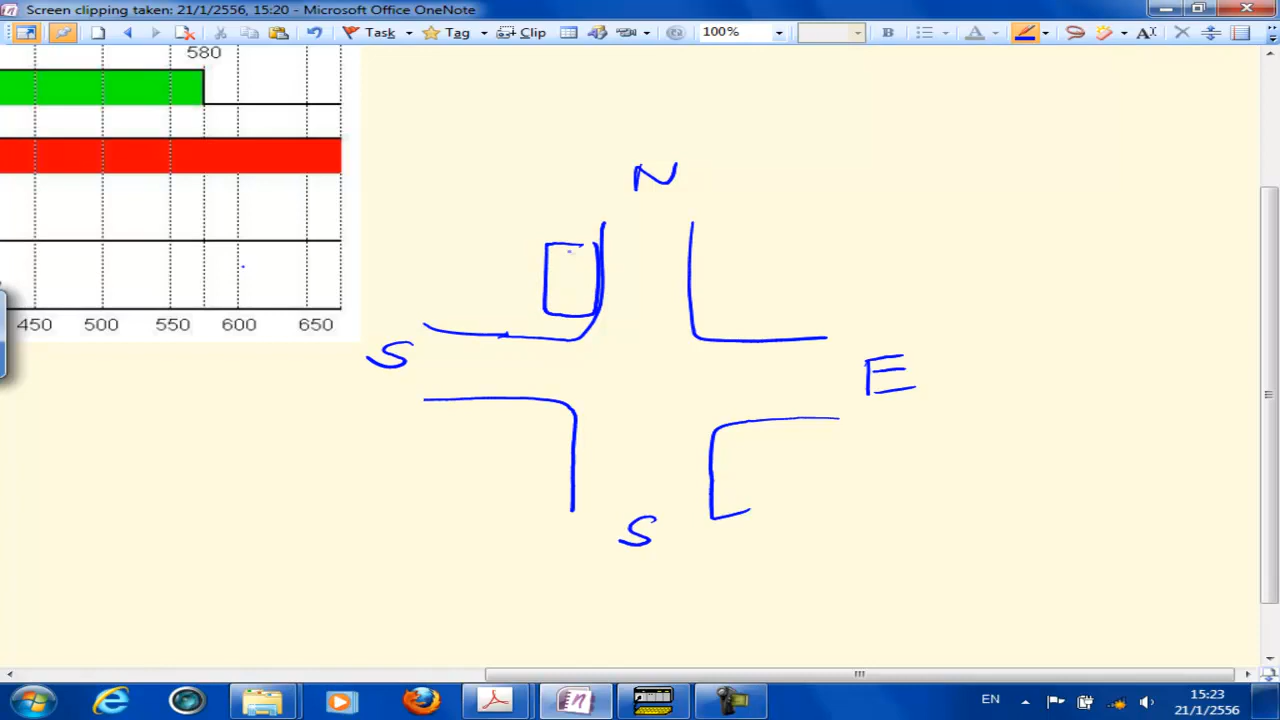 Screen clipping taken: 21/1/2556, 15:20 - Microsoft Office OneNote
Task Tag Clip 100% B A
580
450 500 550 600 650
N
S
E
S
EN 15:23
21/1/2556